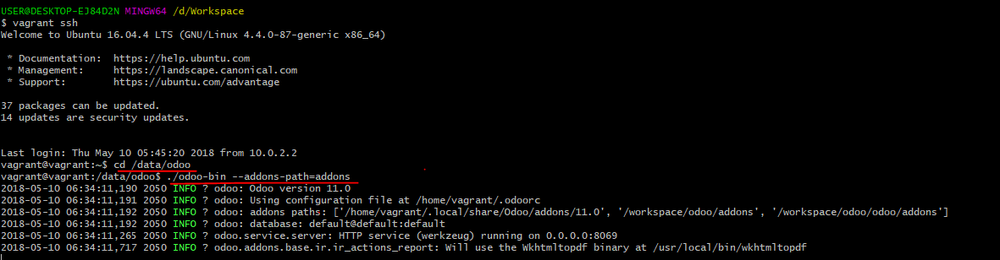 USER@DESKTOP-EJ84D2N MINGW64 /d/Workspace
$ vagrant ssh
Welcome to Ubuntu 16.04.4 LTS (GNU/Linux 4.4.0-87-generic x86_64)
* Documentation:  https://help.ubuntu.com
* Management:     https://landscape.canonical.com
* Support:        https://ubuntu.com/advantage
37 packages can be updated.
14 updates are security updates.
Last login: Thu May 10 05:45:20 2018 from 10.0.2.2
vagrant@vagrant:~$ cd /data/odoo
vagrant@vagrant:/data/odoo$ ./odoo-bin --addons-path=addons
2018-05-10 06:34:11,190 2050 INFO ? odoo: Odoo version 11.0
2018-05-10 06:34:11,191 2050 INFO ? odoo: Using configuration file at /home/vagrant/.odoorc
2018-05-10 06:34:11,192 2050 INFO ? odoo: addons paths: ['/home/vagrant/.local/share/Odoo/addons/11.0', '/workspace/odoo/addons', '/workspace/odoo/odoo/addons']
2018-05-10 06:34:11,192 2050 INFO ? odoo: database: default@default:default
2018-05-10 06:34:11,265 2050 INFO ? odoo.service.server: HTTP service (werkzeug) running on 0.0.0.0:8069
2018-05-10 06:34:11,717 2050 INFO ? odoo.addons.base.ir.ir_actions_report: Will use the Wkhtmltopdf binary at /usr/local/bin/wkhtmltopdf